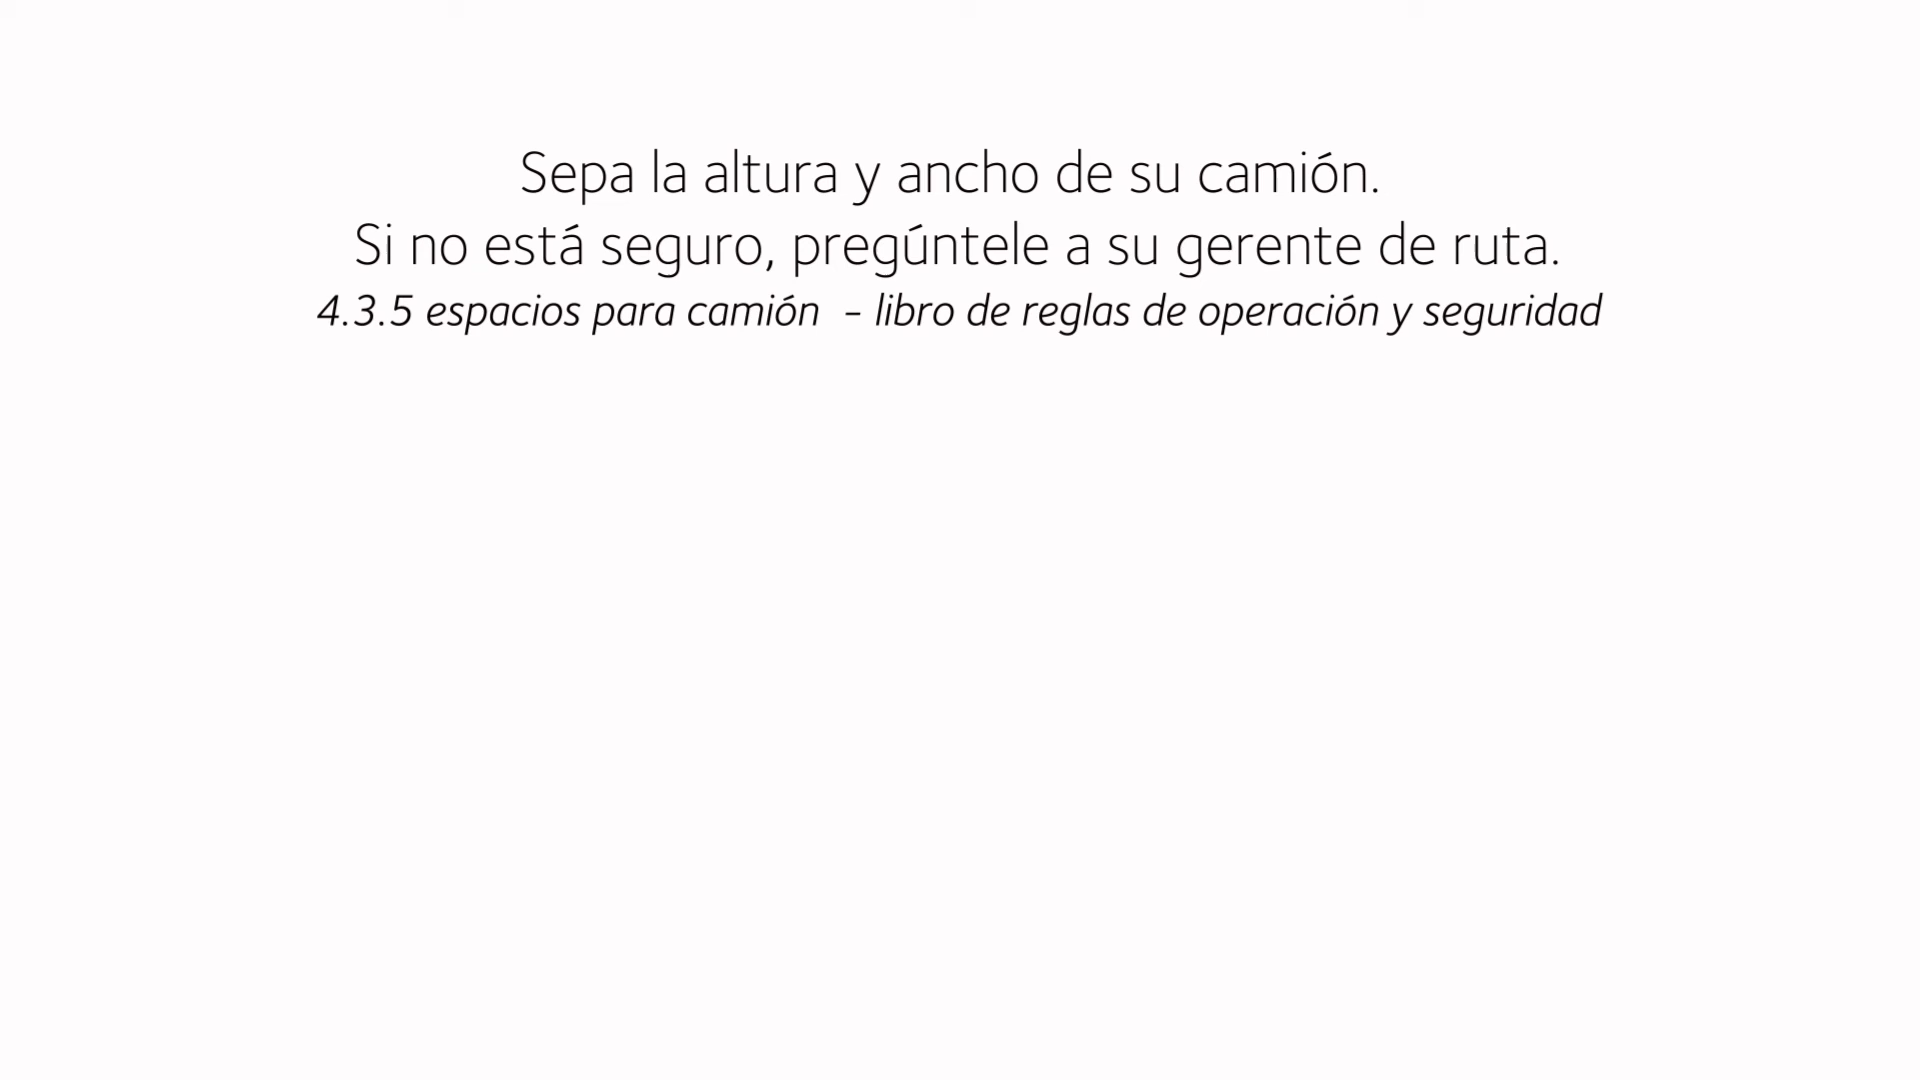 Sepa la altura y ancho de su camión.
Si no está seguro, pregúntele a su gerente de ruta.
4.3.5 espacios para camión – libro de reglas de operación y seguridad